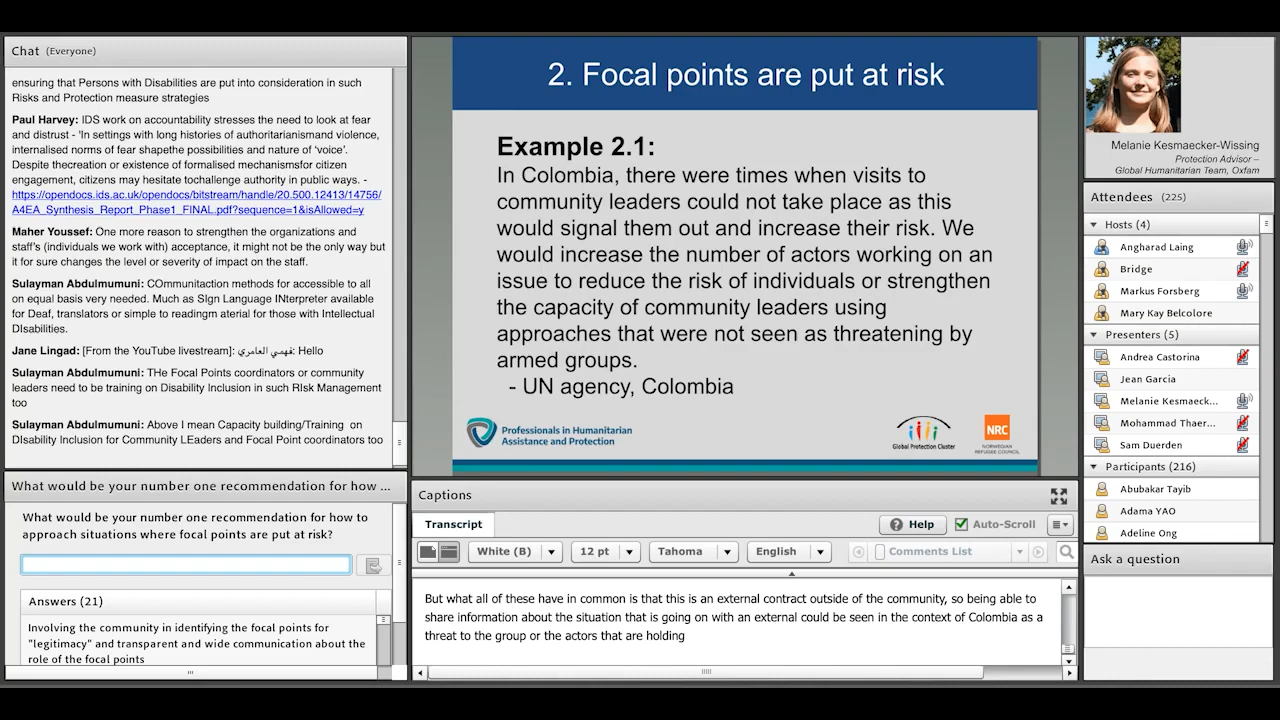 Chat (Everyone)
ensuring that Persons with Disabilities are put into consideration in such
Risks and Protection measure strategies
Paul Harvey: IDS work on accountability stresses the need to look at fear
and distrust - 'In settings with long histories of authoritarianismand violence,
internalised norms of fear shapethe possibilities and nature of 'voice'.
Despite thecreation or existence of formalised mechanismsfor citizen
engagement, citizens may hesitate tochallenge authority in public ways. -
https://opendocs.ids.ac.uk/opendocs/bitstream/handle/20.500.12413/14756/
A4EA_Synthesis_Report_Phase1_FINAL.pdf?sequence=1&isAllowed=y
Maher Youssef: One more reason to strengthen the organizations and
staff's (individuals we work with) acceptance, it might not be the only way but
it for sure changes the level or severity of impact on the staff.
Sulayman Abdulmumuni: COmmunitaction methods for accessible to all
on equal basis very needed. Much as SIgn Language INterpreter available
for Deaf, translators or simple to readingm aterial for those with Intellectual
DIsabilities.
Jane Lingad: [From the YouTube livestream]: فهمي العامري: Hello
Sulayman Abdulmumuni: THe Focal Points coordinators or community
leaders need to be training on Disability Inclusion in such RIsk Management
too
Sulayman Abdulmumuni: Above I mean Capacity building/Training on
DIsability Inclusion for Community LEaders and Focal Point coordinators too
What would be your number one recommendation for how ...
What would be your number one recommendation for how to
approach situations where focal points are put at risk?
Answers (21)
Involving the community in identifying the focal points for
"legitimacy" and transparent and wide communication about the
role of the focal points
2. Focal points are put at risk
Example 2.1:
In Colombia, there were times when visits to
community leaders could not take place as this
would signal them out and increase their risk. We
would increase the number of actors working on an
issue to reduce the risk of individuals or strengthen
the capacity of community leaders using
approaches that were not seen as threatening by
armed groups.
- UN agency, Colombia
Professionals in Humanitarian
Assistance and Protection
Global Protection Cluster
NRC
NORWEGIAN
REFUGEE COUNCIL
Captions
Transcript
Help
Auto-Scroll
White (B)
12 pt
Tahoma
English
Comments List
But what all of these have in common is that this is an external contract outside of the community, so being able to
share information about the situation that is going on with an external could be seen in the context of Colombia as a
threat to the group or the actors that are holding
Melanie Kesmaecker-Wissing
Protection Advisor –
Global Humanitarian Team, Oxfam
Attendees (225)
Hosts (4)
Angharad Laing
Bridge
Markus Forsberg
Mary Kay Belcolore
Presenters (5)
Andrea Castorina
Jean Garcia
Melanie Kesmaeck...
Mohammad Thaer...
Sam Duerden
Participants (216)
Abubakar Tayib
Adama YAO
Adeline Ong
Ask a question